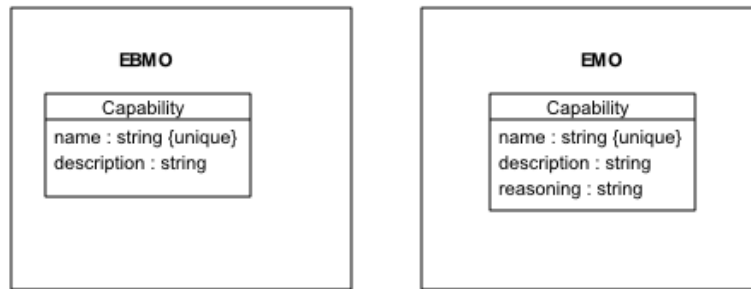 EBMO
Capability
name : string {unique}
description : string
EMO
Capability
name : string {unique}
description : string
reasoning : string